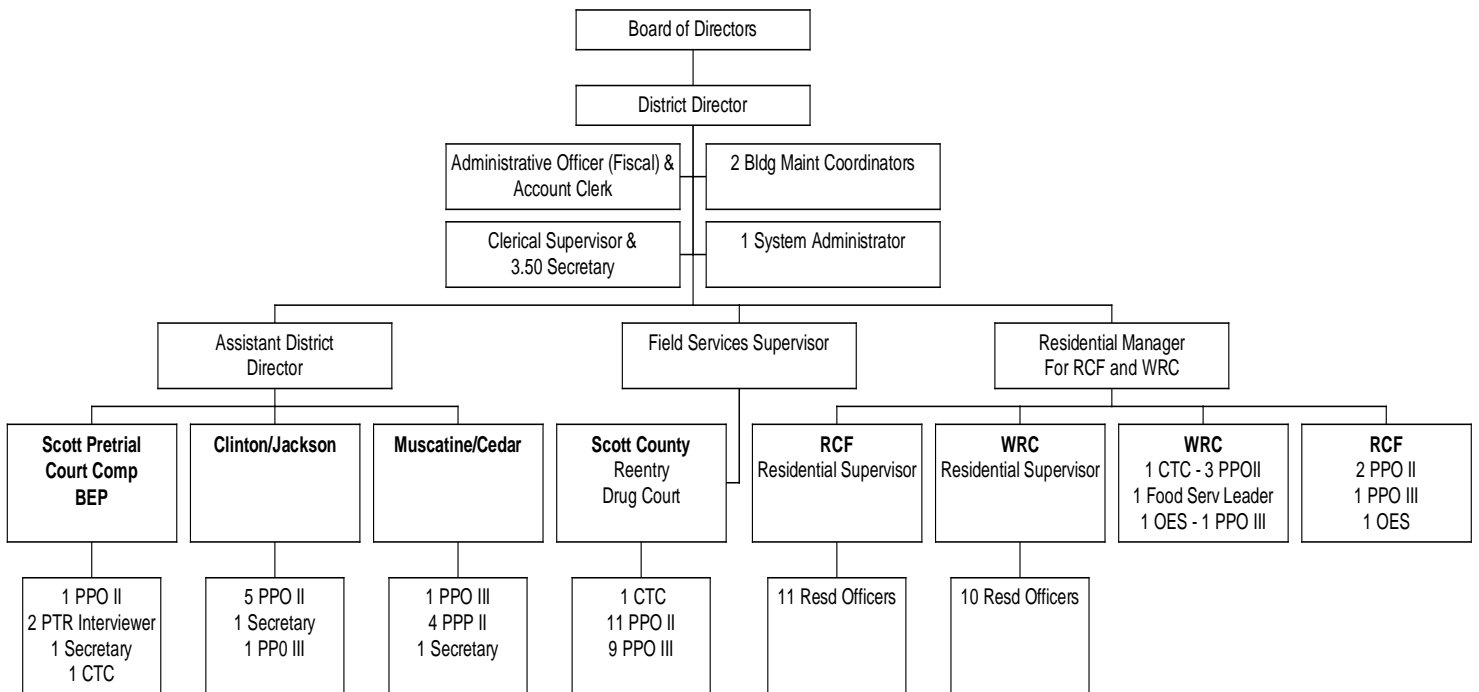 Board of Directors
District Director
Administrative Officer (Fiscal) &
Account Clerk
2 Bldg Maint Coordinators
Clerical Supervisor &
3.50 Secretary
1 System Administrator
Assistant District
Director
Field Services Supervisor
Residential Manager
For RCF and WRC
Scott Pretrial
Court Comp
BEP
Clinton/Jackson
Muscatine/Cedar
Scott County
Reentry
Drug Court
RCF
Residential Supervisor
WRC
Residential Supervisor
WRC
1 CTC - 3 PPOII
1 Food Serv Leader
1 OES - 1 PPO III
RCF
2 PPO II
1 PPO III
1 OES
1 PPO II
2 PTR Interviewer
1 Secretary
1 CTC
5 PPO II
1 Secretary
1 PP0 III
1 PPO III
4 PPP II
1 Secretary
1 CTC
11 PPO II
9 PPO III
11 Resd Officers
10 Resd Officers